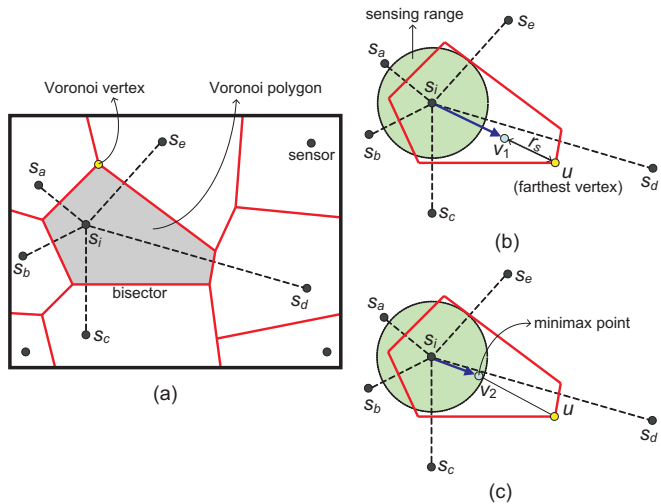 Voronoi vertex
Voronoi polygon
s_a
s_e
sensor
s_i
s_b
s_d
bisector
s_c
(a)
sensing range
s_e
s_a
s_i
s_b
v_1
r_s
s_d
u
(farthest vertex)
s_c
(b)
s_e
s_a
s_i
minimax point
s_b
v_2
u
s_d
s_c
(c)